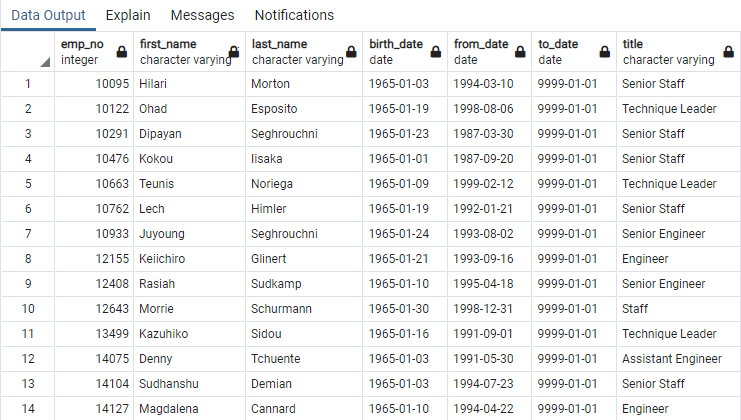 Data Output Explain Messages Notifications
emp_no first_name last_name birth_date from_date to_date title
integer character varying character varying date date date character varying
1 10095 Hilari Morton 1965-01-03 1994-03-10 9999-01-01 Senior Staff
2 10122 Ohad Esposito 1965-01-19 1998-08-06 9999-01-01 Technique Leader
3 10291 Dipayan Seghrouchni 1965-01-23 1987-03-30 9999-01-01 Senior Staff
4 10476 Kokou Iisaka 1965-01-01 1987-09-20 9999-01-01 Senior Staff
5 10663 Teunis Noriega 1965-01-09 1999-02-12 9999-01-01 Technique Leader
6 10762 Lech Himler 1965-01-19 1992-01-21 9999-01-01 Senior Staff
7 10933 Juyoung Seghrouchni 1965-01-24 1993-08-02 9999-01-01 Senior Engineer
8 12155 Keiichiro Glinert 1965-01-21 1993-09-16 9999-01-01 Engineer
9 12408 Rasiah Sudkamp 1965-01-10 1995-04-18 9999-01-01 Senior Engineer
10 12643 Morrie Schurmann 1965-01-30 1998-12-31 9999-01-01 Staff
11 13499 Kazuhiko Sidou 1965-01-16 1991-09-01 9999-01-01 Technique Leader
12 14075 Denny Tchuente 1965-01-03 1991-05-30 9999-01-01 Assistant Engineer
13 14104 Sudhanshu Demian 1965-01-03 1994-07-23 9999-01-01 Senior Staff
14 14127 Magdalena Cannard 1965-01-10 1994-04-22 9999-01-01 Engineer